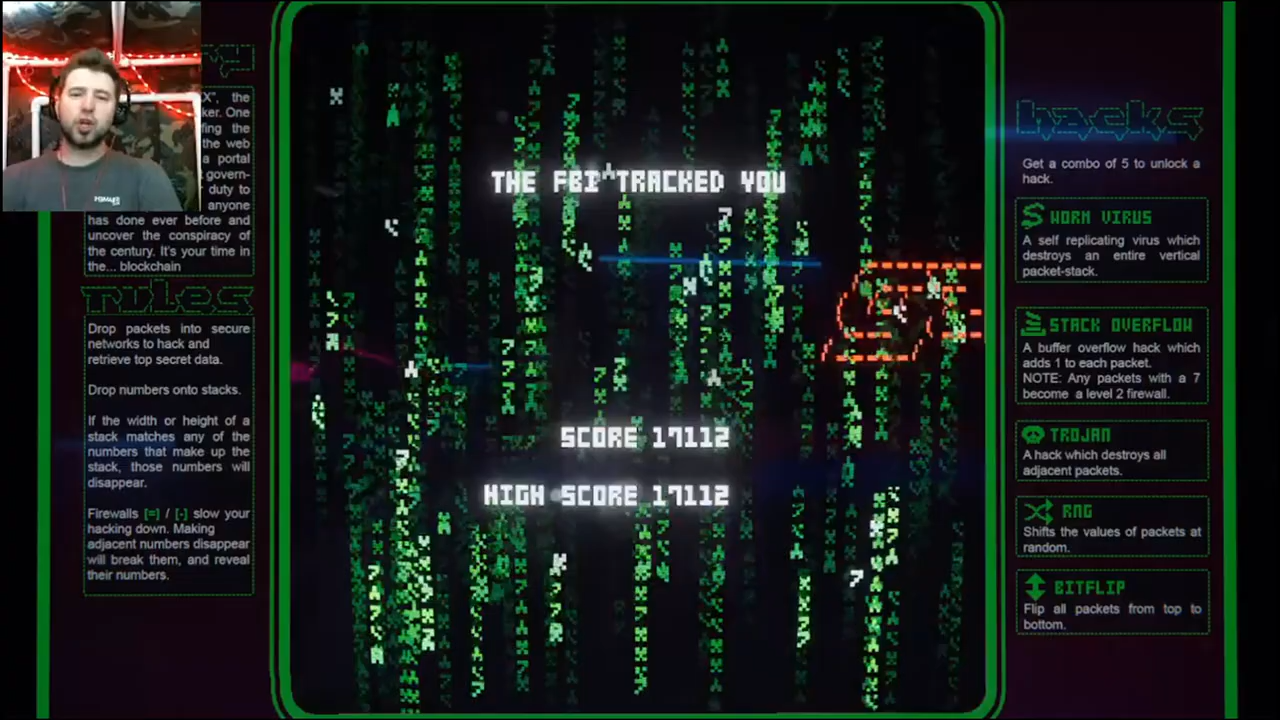 X", the
ker. One
fing the
the web
a portal
govern-
duty to
anyone
has done ever before and
uncover the conspiracy of
the century. It's your time in
the... blockchain
rules
Drop packets into secure
networks to hack and
retrieve top secret data.
Drop numbers onto stacks.
If the width or height of a
stack matches any of the
numbers that make up the
stack, those numbers will
disappear.
Firewalls [=] / [-] slow your
hacking down. Making
adjacent numbers disappear
will break them, and reveal
their numbers.
THE FBI TRACKED YOU
SCORE 17112
HIGH SCORE 17112
hacks
Get a combo of 5 to unlock a
hack.
WORM VIRUS
A self replicating virus which
destroys an entire vertical
packet-stack.
STACK OVERFLOW
A buffer overflow hack which
adds 1 to each packet.
NOTE: Any packets with a 7
become a level 2 firewall.
TROJAN
A hack which destroys all
adjacent packets.
RNG
Shifts the values of packets at
random.
BITFLIP
Flip all packets from top to
bottom.